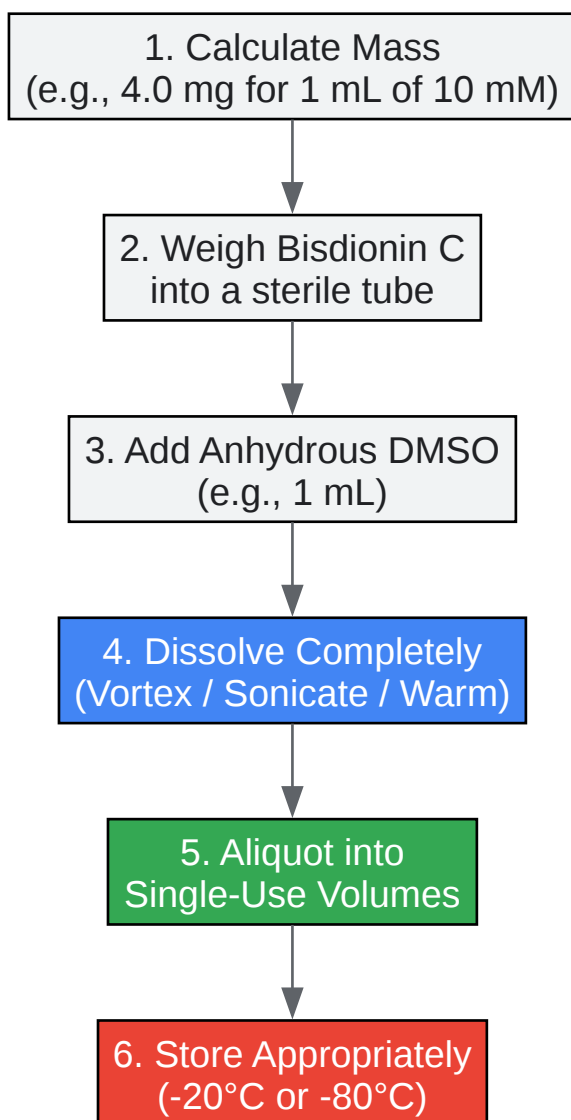 1. Calculate Mass
(e.g., 4.0 mg for 1 mL of 10 mM)
2. Weigh Bisdionin C
into a sterile tube
3. Add Anhydrous DMSO
(e.g., 1 mL)
4. Dissolve Completely
(Vortex / Sonicate / Warm)
5. Aliquot into
Single-Use Volumes
6. Store Appropriately
(-20°C or -80°C)